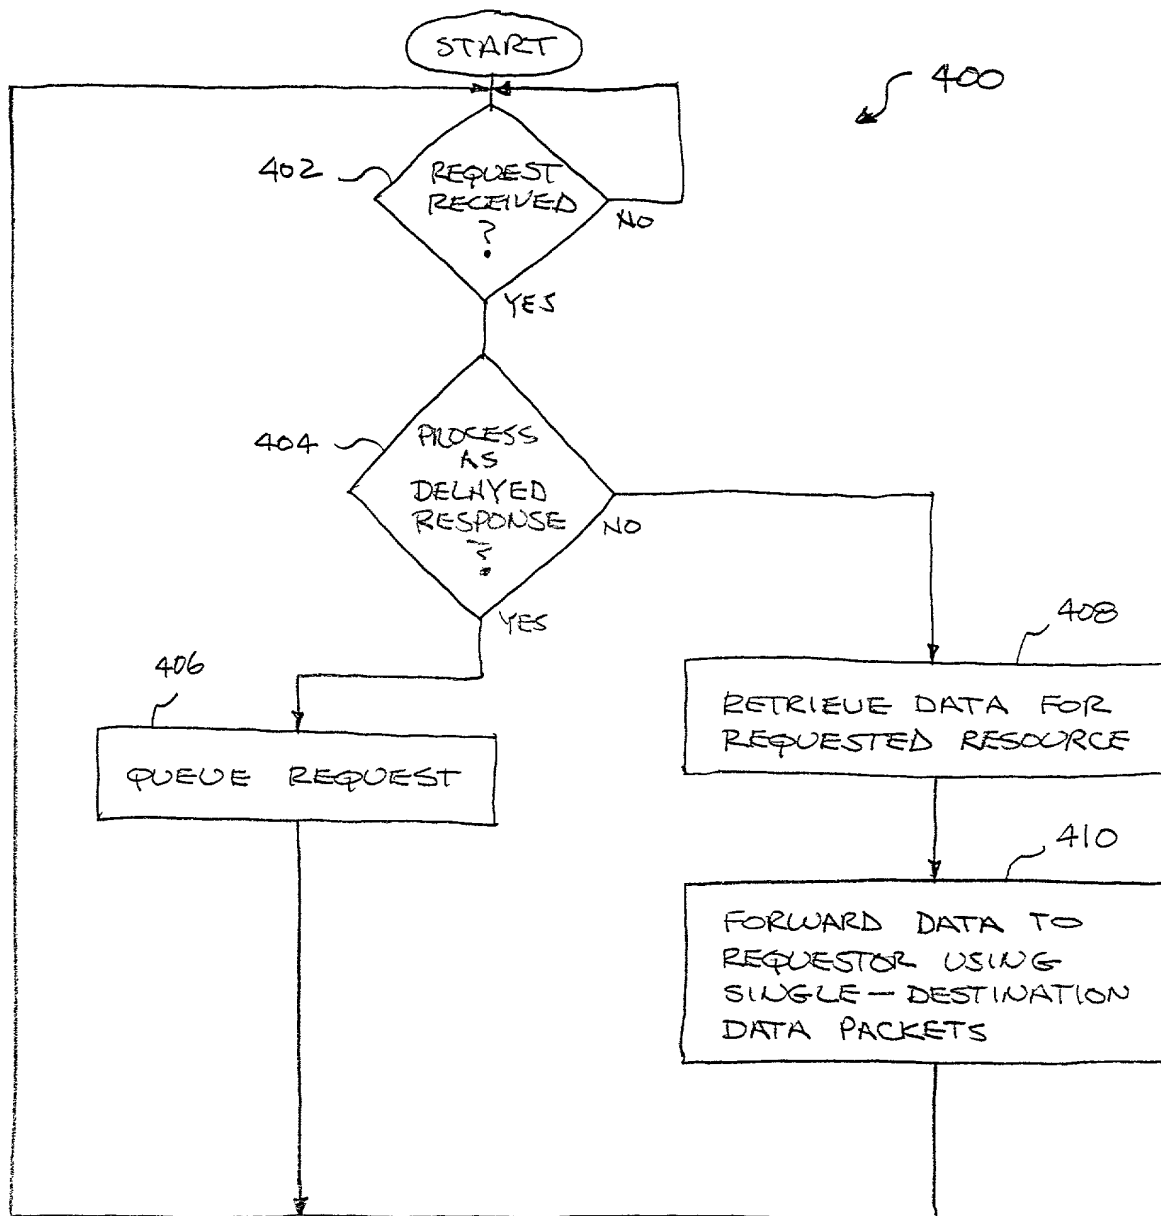 START
400
402
REQUEST
RECEIVED
?
NO
YES
404
PROCESS
AS
DELAYED
RESPONSE
?
NO
YES
406
408
QUEUE REQUEST
RETRIEVE DATA FOR
REQUESTED RESOURCE
410
FORWARD DATA TO
REQUESTOR USING
SINGLE-DESTINATION
DATA PACKETS